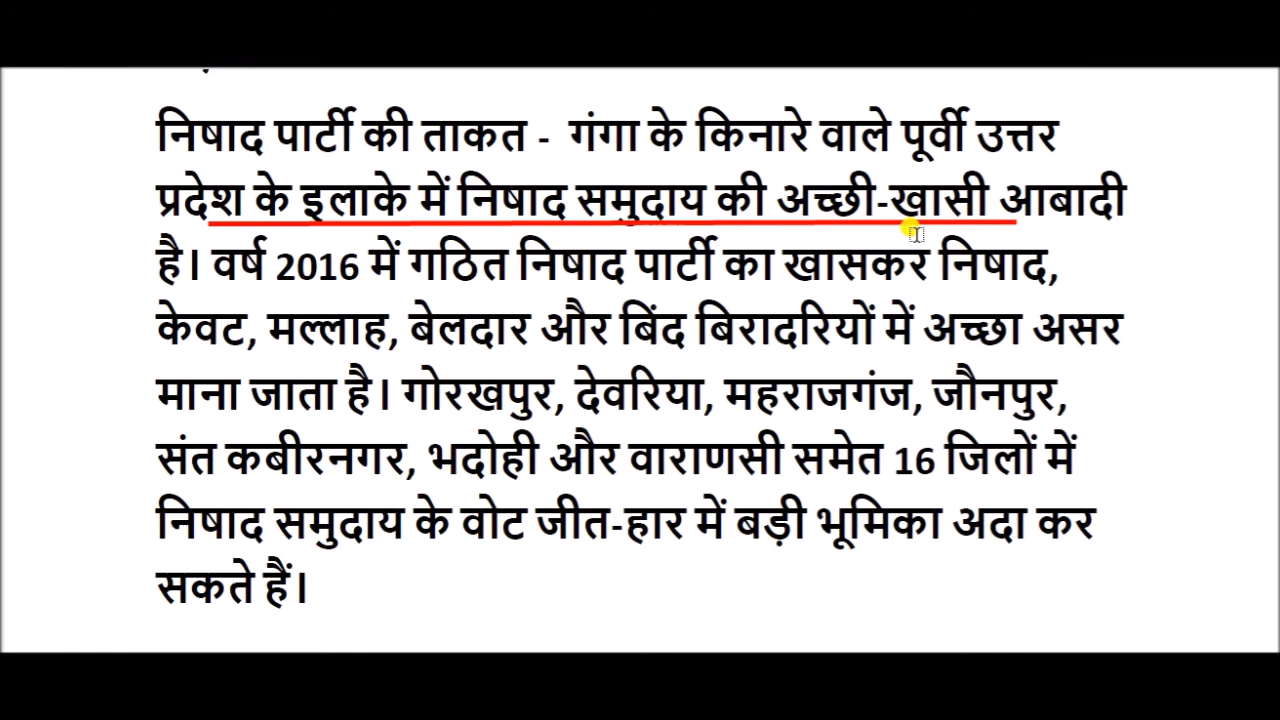 निषाद पार्टी की ताकत - गंगा के किनारे वाले पूर्वी उत्तर
प्रदेश के इलाके में निषाद समुदाय की अच्छी-खासी आबादी
है। वर्ष 2016 में गठित निषाद पार्टी का खासकर निषाद,
केवट, मल्लाह, बेलदार और बिंद बिरादरियों में अच्छा असर
माना जाता है। गोरखपुर, देवरिया, महराजगंज, जौनपुर,
संत कबीरनगर, भदोही और वाराणसी समेत 16 जिलों में
निषाद समुदाय के वोट जीत-हार में बड़ी भूमिका अदा कर
सकते हैं।